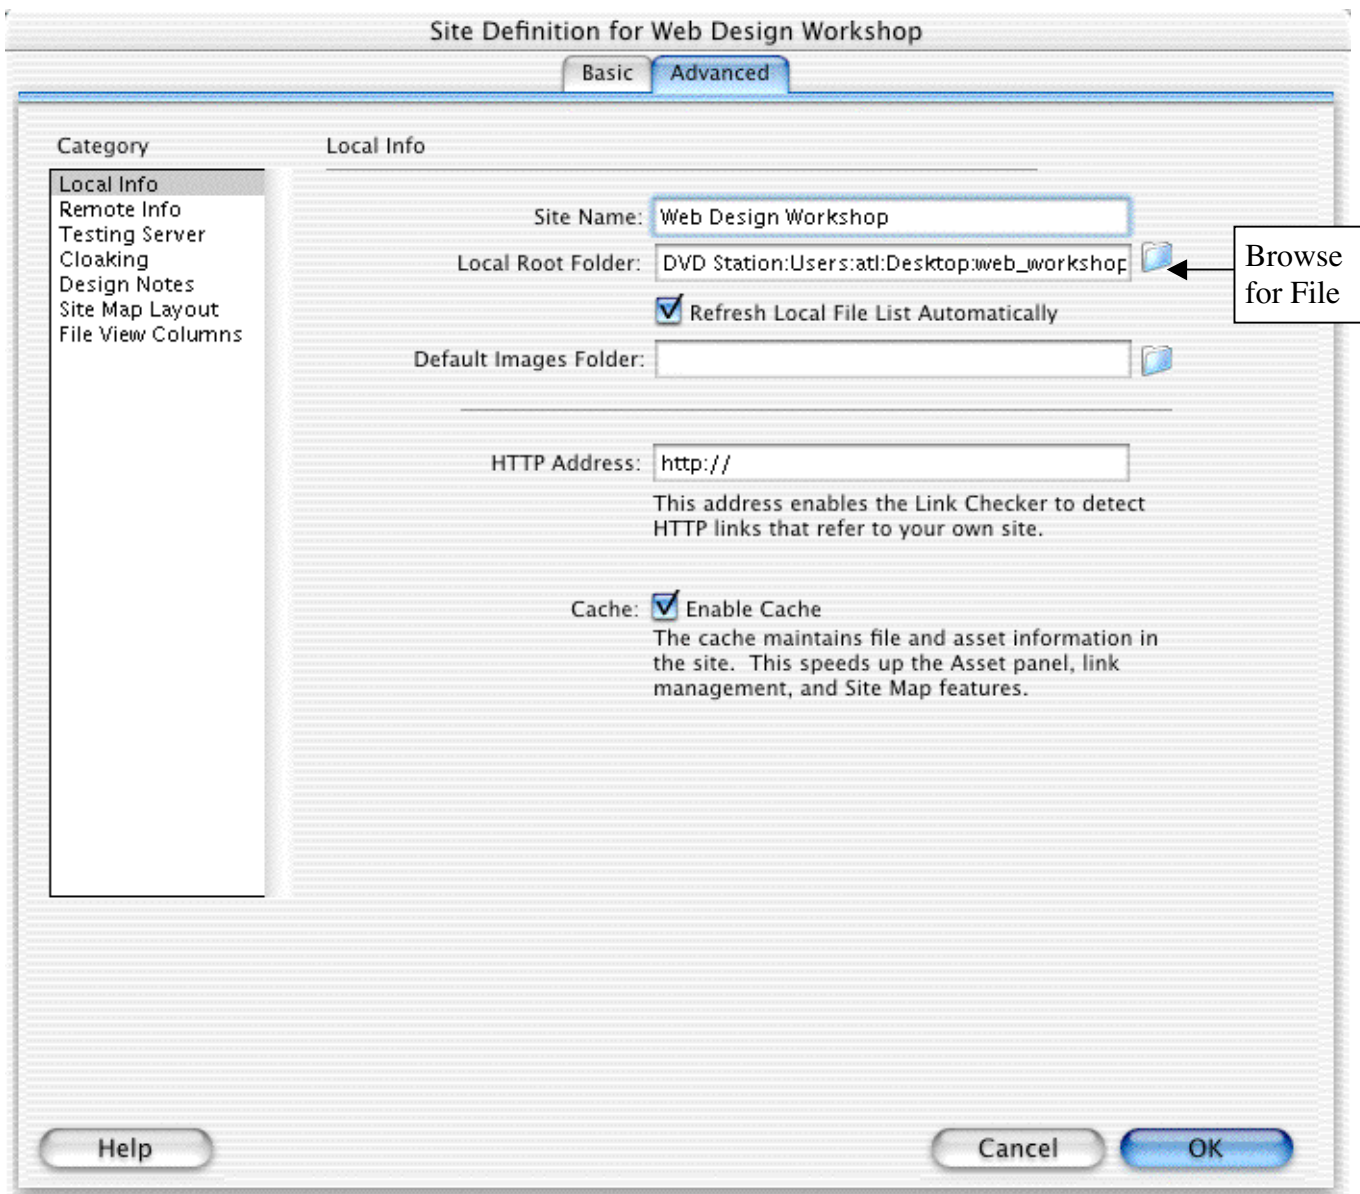 Site Definition for Web Design Workshop
Basic
Advanced
Category
Local Info
Remote Info
Testing Server
Cloaking
Design Notes
Site Map Layout
File View Columns
Local Info
Site Name: Web Design Workshop
Local Root Folder: DVD Station:Users:atl:Desktop:web_workshop
Browse
for File
Refresh Local File List Automatically
Default Images Folder:
HTTP Address: http://
This address enables the Link Checker to detect
HTTP links that refer to your own site.
Cache: Enable Cache
The cache maintains file and asset information in
the site. This speeds up the Asset panel, link
management, and Site Map features.
Help
Cancel
OK